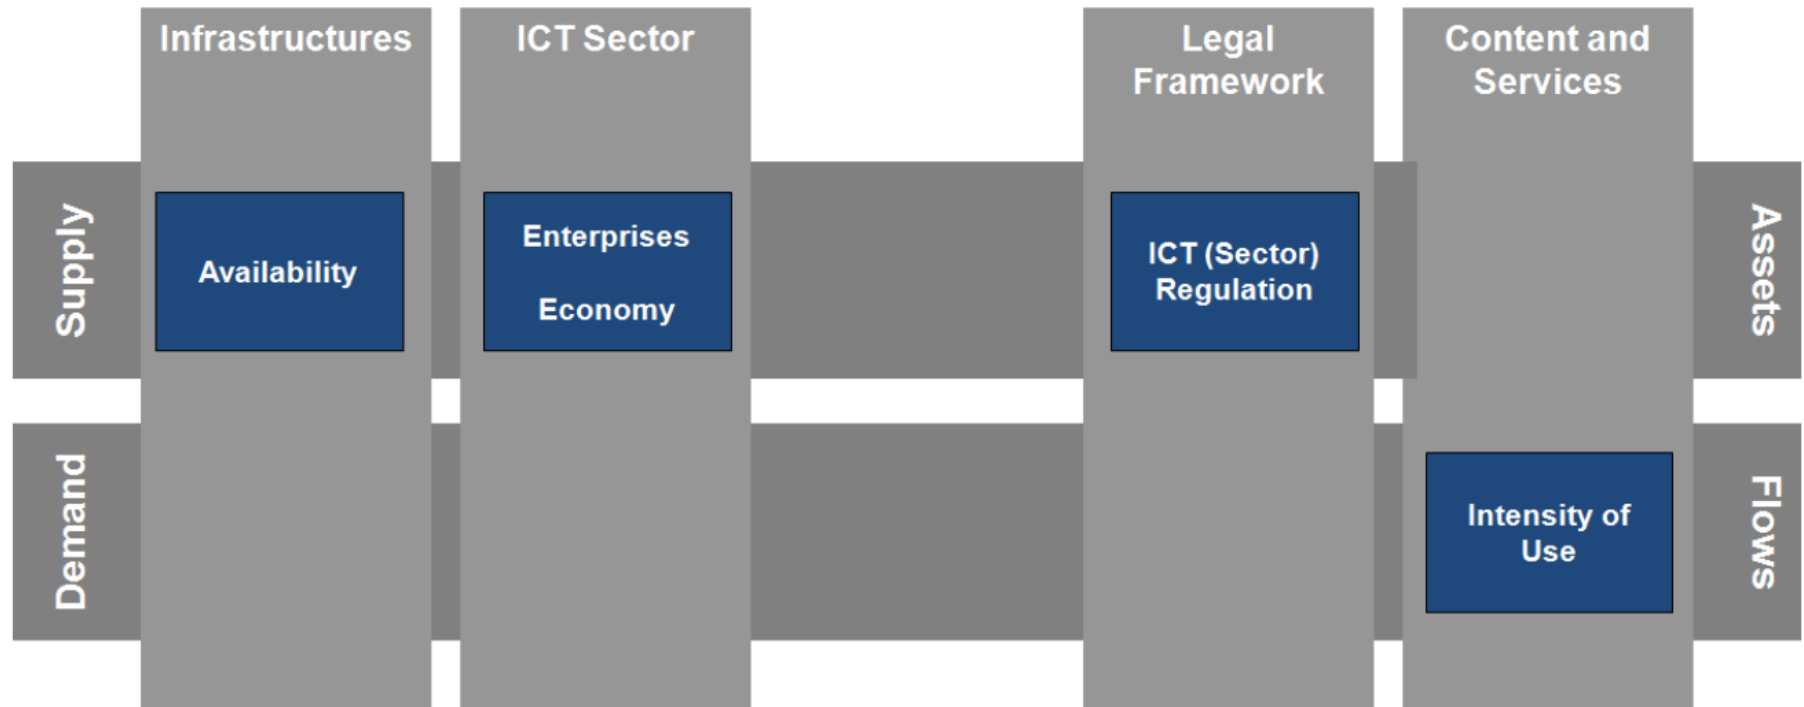 Infrastructures
ICT Sector
Legal
Framework
Content and
Services
Supply
Availability
Enterprises
Economy
ICT (Sector)
Regulation
Assets
Demand
Intensity of
Use
Flows